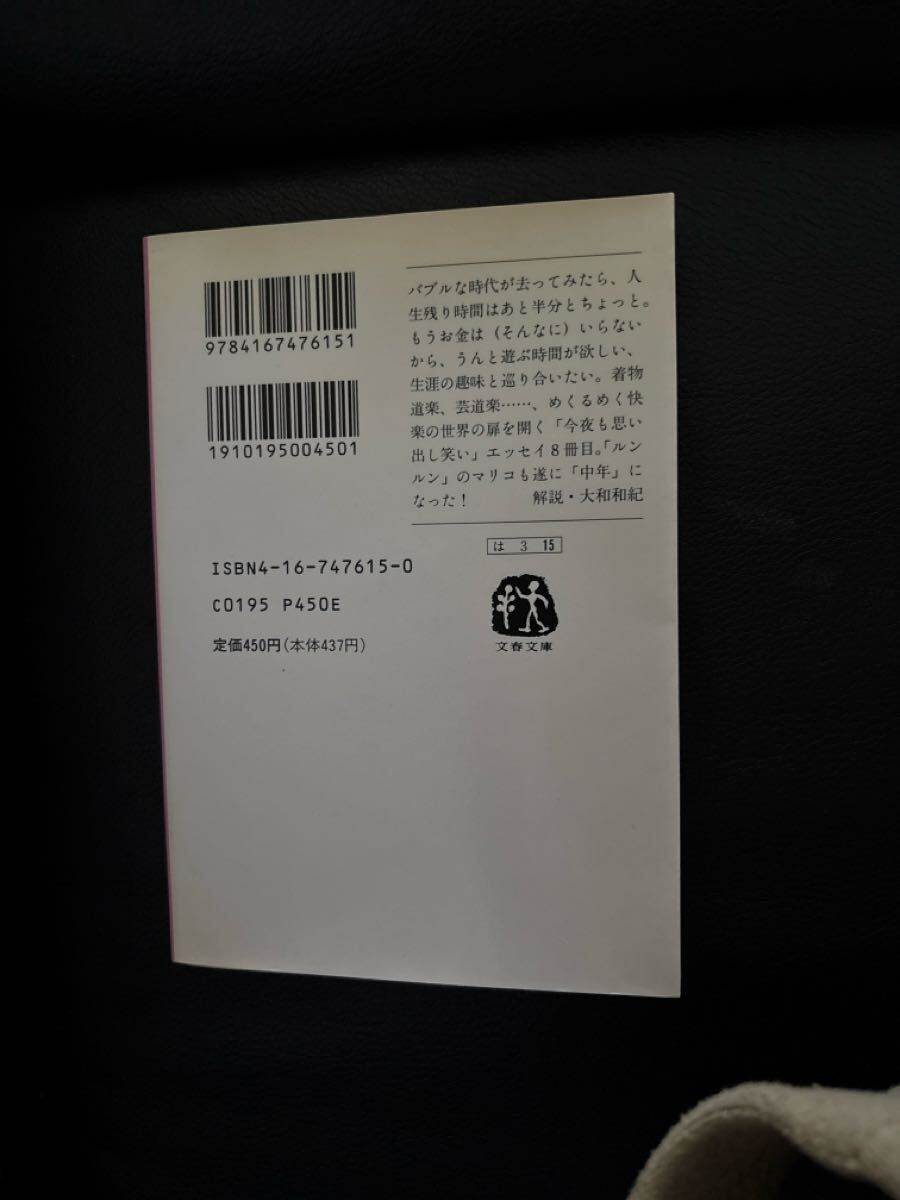 9784167476151
1910195004501
バブルな時代が去ってみたら、人
生残り時間はあと半分とちょっと。
もうお金は（そんなに）いらない
から、うんと遊ぶ時間が欲しい、
生涯の趣味と巡り合いたい。着物
道楽、芸道楽……、めくるめく快
楽の世界の扉を開く「今夜も思い
出し笑い」エッセイ8冊目。「ルン
ルン」のマリコも遂に「中年」に
なった！ 解説・大和和紀
ISBN4-16-747615-0
C0195 P450E
定価450円(本体437円)
は 3 15
文春文庫